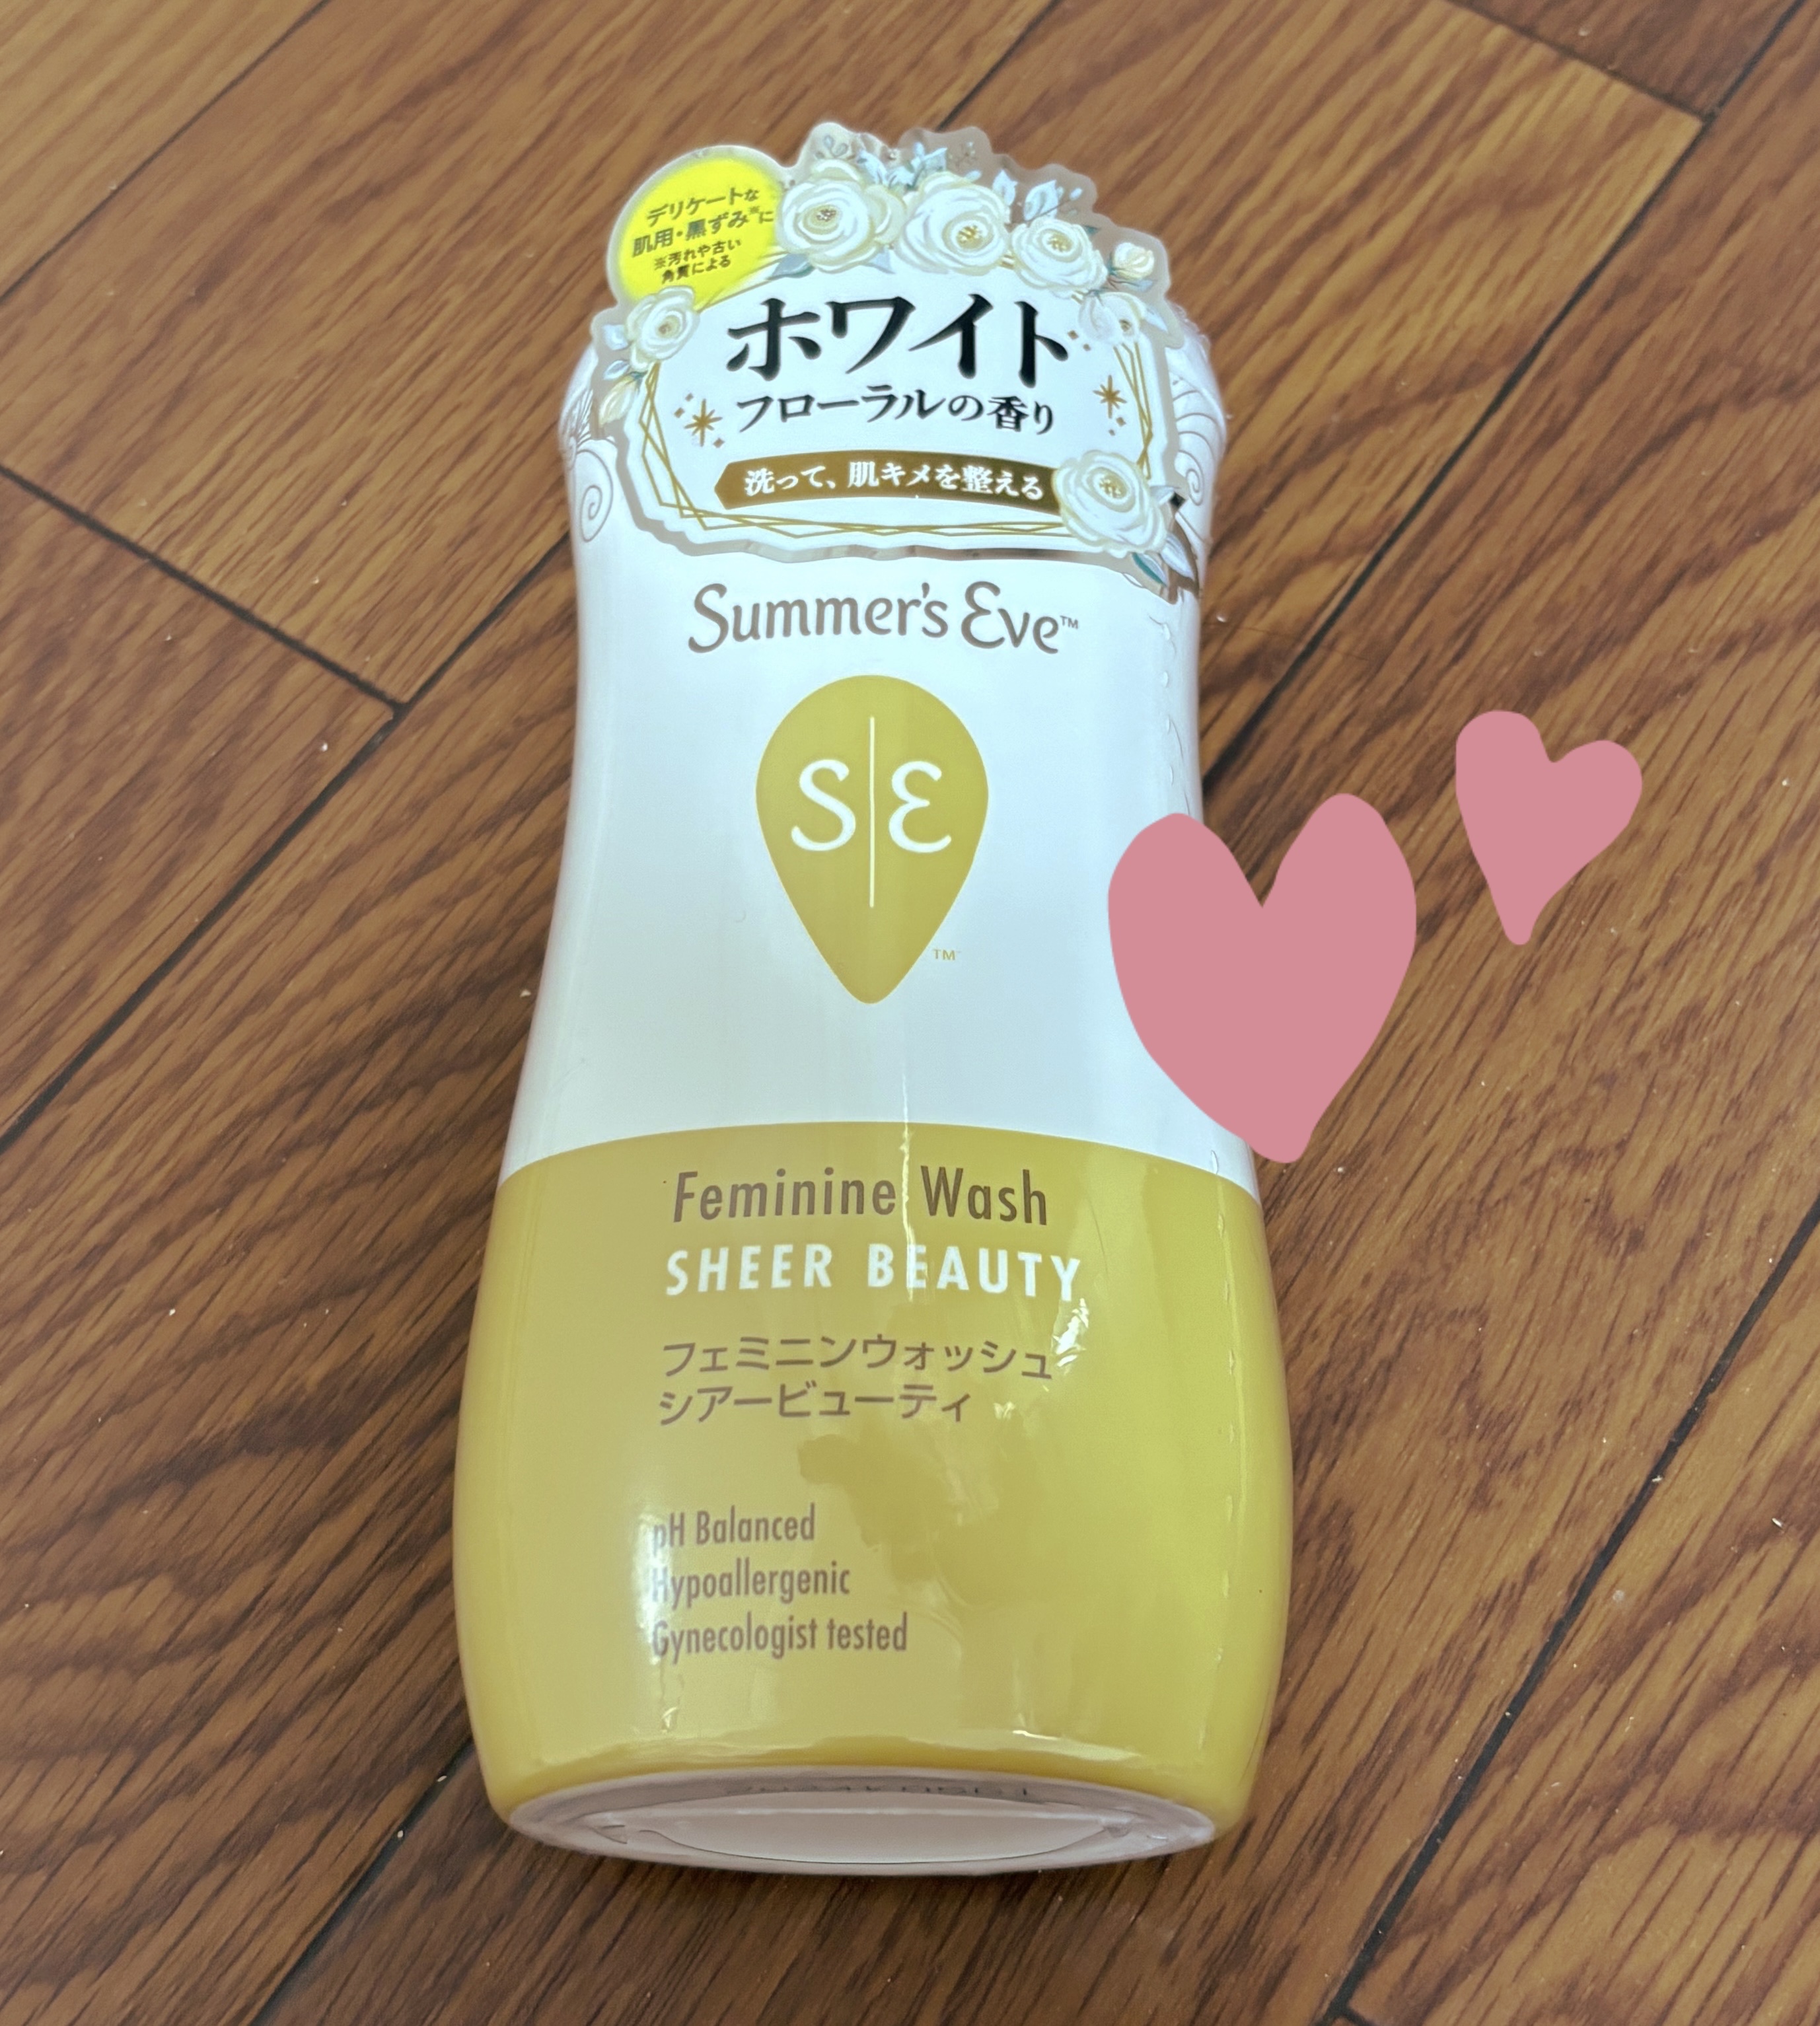 デリケートな
肌用・黒ずみ※に
※汚れや古い
角質による
ホワイト
フローラルの香り
洗って、肌キメを整える
Summer's Eve™
S|E
™
Feminine Wash
SHEER BEAUTY
フェミニンウォッシュ
シアービューティ
pH Balanced
Hypoallergenic
Gynecologist tested